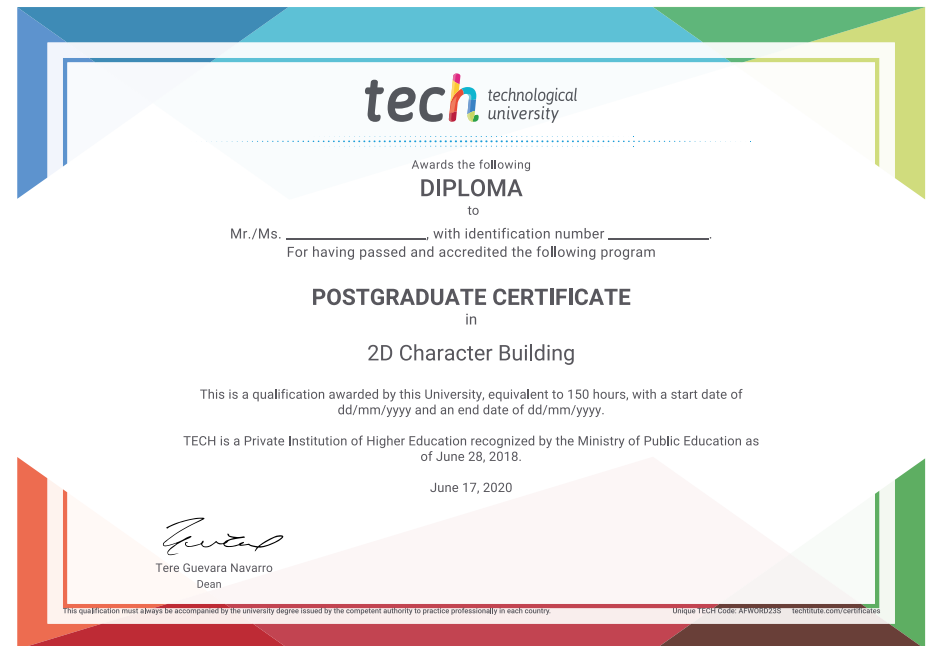 tech technological
university
Awards the following
DIPLOMA
to
Mr./Ms. ____________________, with identification number ______________.
For having passed and accredited the following program
POSTGRADUATE CERTIFICATE
in
2D Character Building
This is a qualification awarded by this University, equivalent to 150 hours, with a start date of
dd/mm/yyyy and an end date of dd/mm/yyyy.
TECH is a Private Institution of Higher Education recognized by the Ministry of Public Education as
of June 28, 2018.
June 17, 2020
Tere Guevara Navarro
Dean
This qualification must always be accompanied by the university degree issued by the competent authority to practice professionally in each country. Unique TECH Code: AFWORD23S techtitute.com/certificates